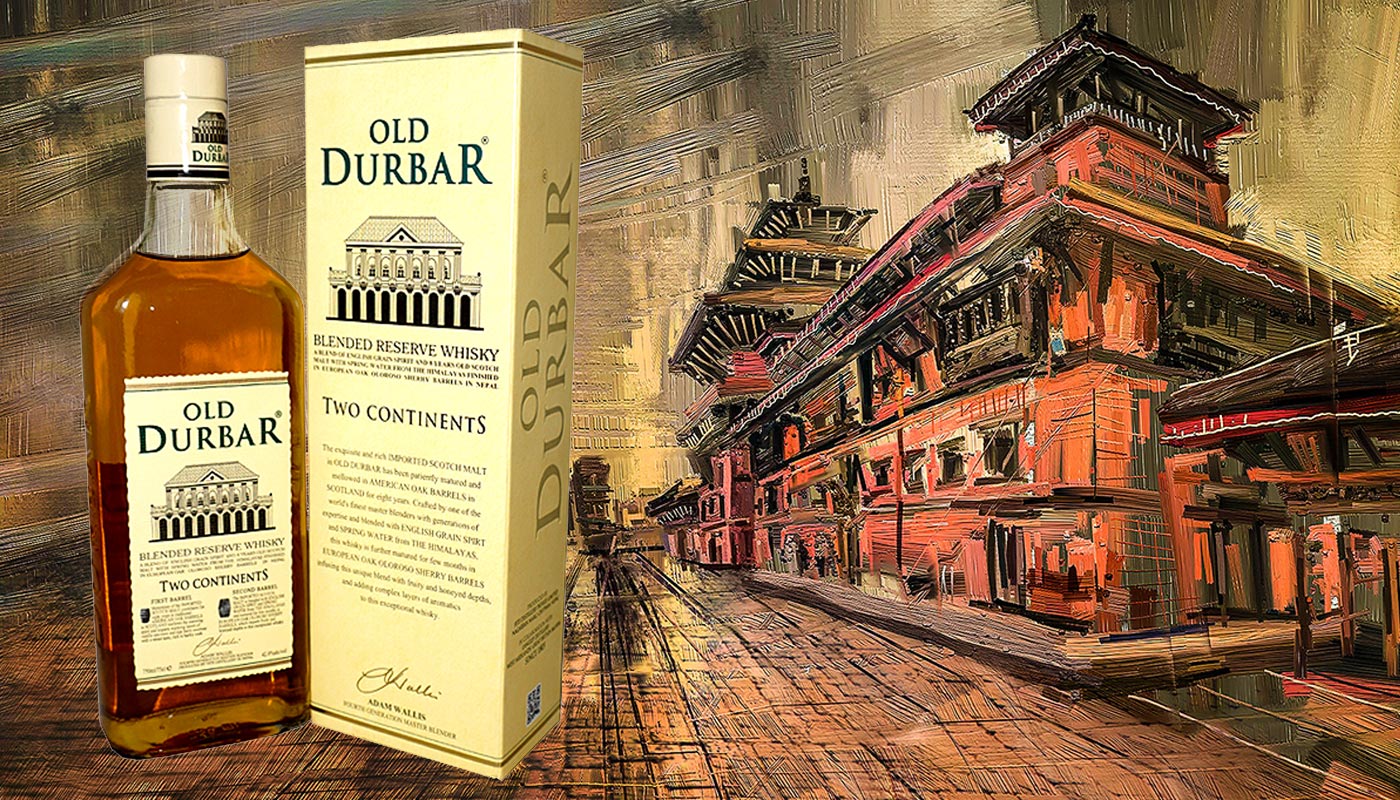 OLD
DURBAR
OLD
DURBAR®
BLENDED RESERVE WHISKY
TWO CONTINENTS
FIRST BARREL
SECOND BARREL
ADAM WALLIS
OLD
DURBAR®
BLENDED RESERVE WHISKY
A BLEND OF ENGLISH GRAIN SPIRIT AND 8 YEARS OLD SCOTCH
MALT WITH SPRING WATER FROM THE HIMALAYAS FINISHED
IN EUROPEAN OAK OLOROSO SHERRY BARRELS IN NEPAL
TWO CONTINENTS
The exquisite and rich IMPORTED SCOTCH MALT
in OLD DURBAR has been patiently matured and
mellowed in AMERICAN OAK BARRELS in
SCOTLAND for eight years. Crafted by one of the
world's finest master blenders with generations of
expertise and blended with ENGLISH GRAIN SPIRT
and SPRING WATER from THE HIMALAYAS,
this whisky is further matured for few months in
EUROPEAN OAK OLOROSO SHERRY BARRELS
infusing this unique blend with fruity and honeyed depths,
and adding complex layers of aromatics
to this exceptional whisky.
ADAM WALLIS
FOURTH GENERATION MASTER BLENDER
OLD
DURBAR®